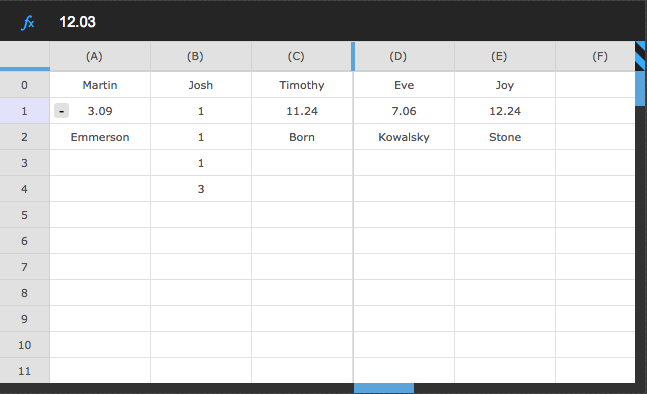 fx 12.03
(A) (B) (C) (D) (E) (F)
0 Martin Josh Timothy Eve Joy
1 - 3.09 1 11.24 7.06 12.24
2 Emmerson 1 Born Kowalsky Stone
3 1
4 3
5
6
7
8
9
10
11